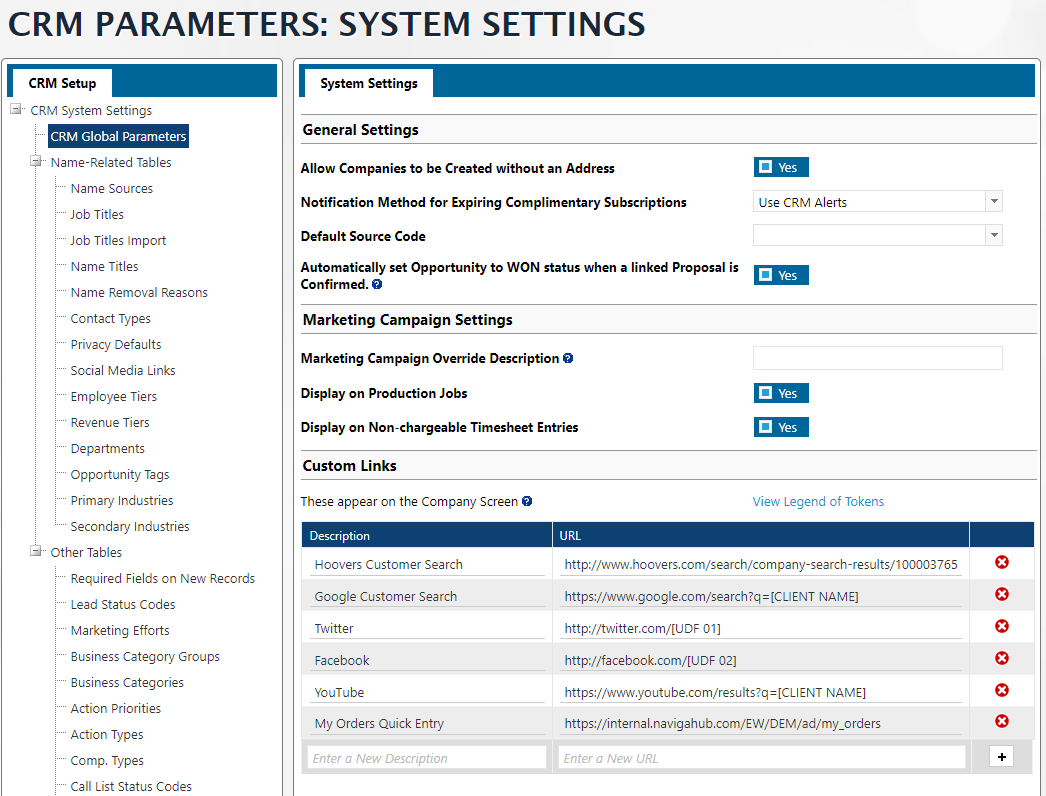 CRM PARAMETERS: SYSTEM SETTINGS
CRM Setup
CRM System Settings
CRM Global Parameters
Name-Related Tables
Name Sources
Job Titles
Job Titles Import
Name Titles
Name Removal Reasons
Contact Types
Privacy Defaults
Social Media Links
Employee Tiers
Revenue Tiers
Departments
Opportunity Tags
Primary Industries
Secondary Industries
Other Tables
Required Fields on New Records
Lead Status Codes
Marketing Efforts
Business Category Groups
Business Categories
Action Priorities
Action Types
Comp. Types
Call List Status Codes
System Settings
General Settings
Allow Companies to be Created without an Address Yes
Notification Method for Expiring Complimentary Subscriptions Use CRM Alerts
Default Source Code
Automatically set Opportunity to WON status when a linked Proposal is
Confirmed. ? Yes
Marketing Campaign Settings
Marketing Campaign Override Description ?
Display on Production Jobs Yes
Display on Non-chargeable Timesheet Entries Yes
Custom Links
These appear on the Company Screen ? View Legend of Tokens
Description URL
Hoovers Customer Search http://www.hoovers.com/search/company-search-results/100003765
Google Customer Search https://www.google.com/search?q=[CLIENT NAME]
Twitter http://twitter.com/[UDF 01]
Facebook http://facebook.com/[UDF 02]
YouTube https://www.youtube.com/results?q=[CLIENT NAME]
My Orders Quick Entry https://internal.navigahub.com/EW/DEM/ad/my_orders
Enter a New Description Enter a New URL +